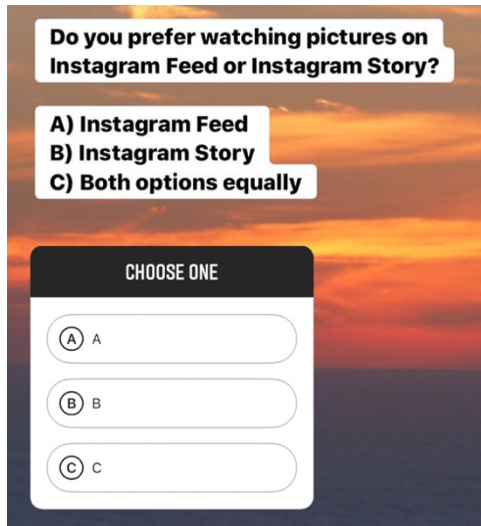 Do you prefer watching pictures on
Instagram Feed or Instagram Story?
A) Instagram Feed
B) Instagram Story
C) Both options equally
CHOOSE ONE
A A
B B
C C